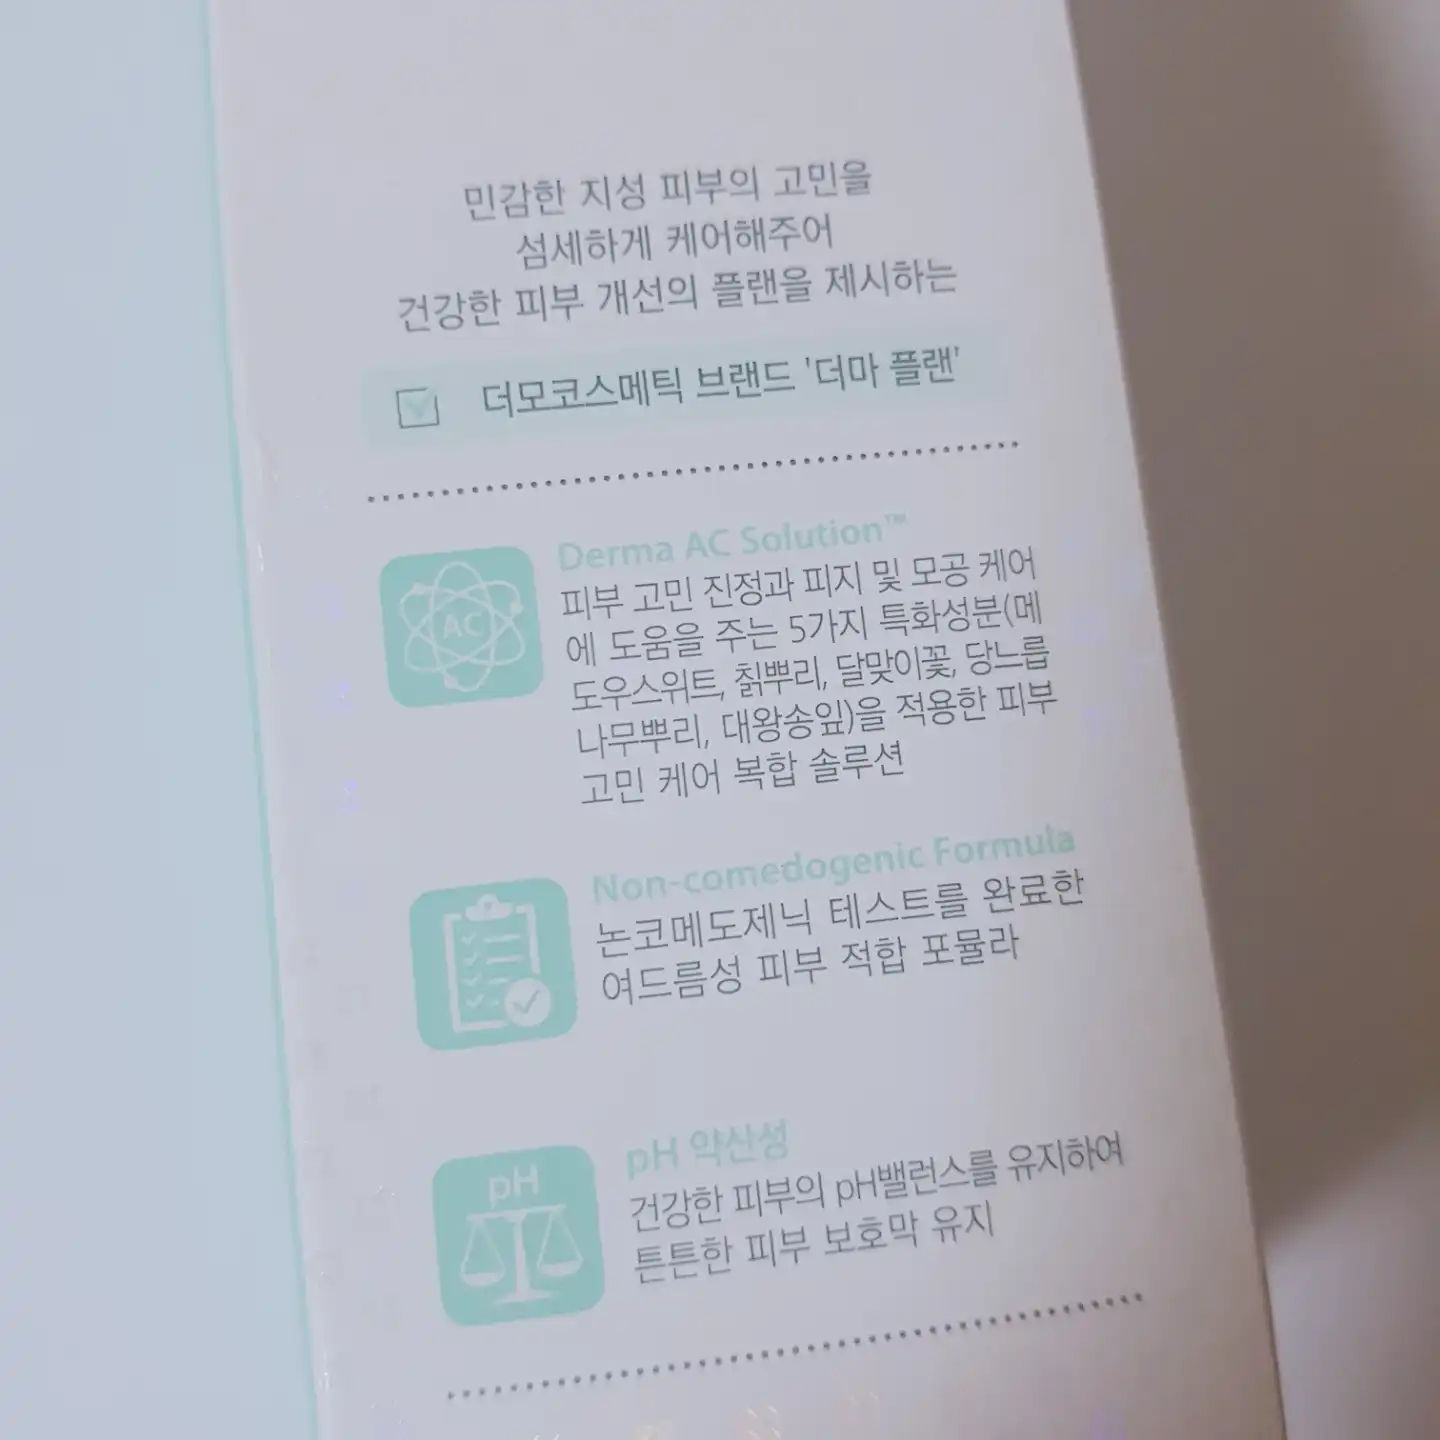 민감한 지성 피부의 고민을
섬세하게 케어해주어
건강한 피부 개선의 플랜을 제시하는
더모코스메틱 브랜드 '더마 플랜'
Derma AC Solution™
AC
피부 고민 진정과 피지 및 모공 케어
에 도움을 주는 5가지 특화성분(메
도우스위트, 칡뿌리, 달맞이꽃, 당느릅
나무뿌리, 대왕송잎)을 적용한 피부
고민 케어 복합 솔루션
Non-comedogenic Formula
논코메도제닉 테스트를 완료한
여드름성 피부 적합 포뮬라
pH 약산성
pH
건강한 피부의 pH밸런스를 유지하여
튼튼한 피부 보호막 유지